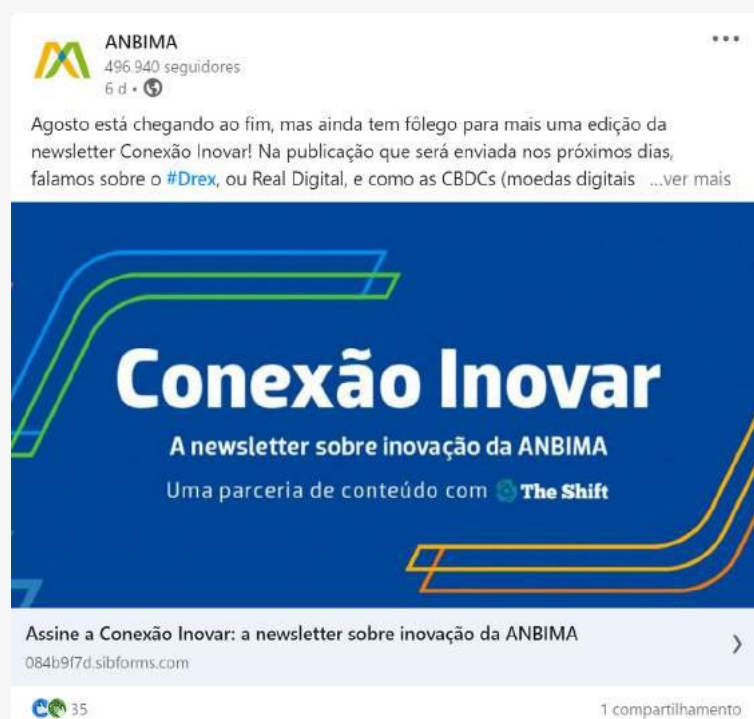 ANBIMA
496.940 seguidores
6 d •
Agosto está chegando ao fim, mas ainda tem fôlego para mais uma edição da
newsletter Conexão Inovar! Na publicação que será enviada nos próximos dias,
falamos sobre o #Drex, ou Real Digital, e como as CBDCs (moedas digitais ...ver mais
Conexão Inovar
A newsletter sobre inovação da ANBIMA
Uma parceria de conteúdo com The Shift
Assine a Conexão Inovar: a newsletter sobre inovação da ANBIMA
084b9f7d.sibforms.com
35 1 compartilhamento